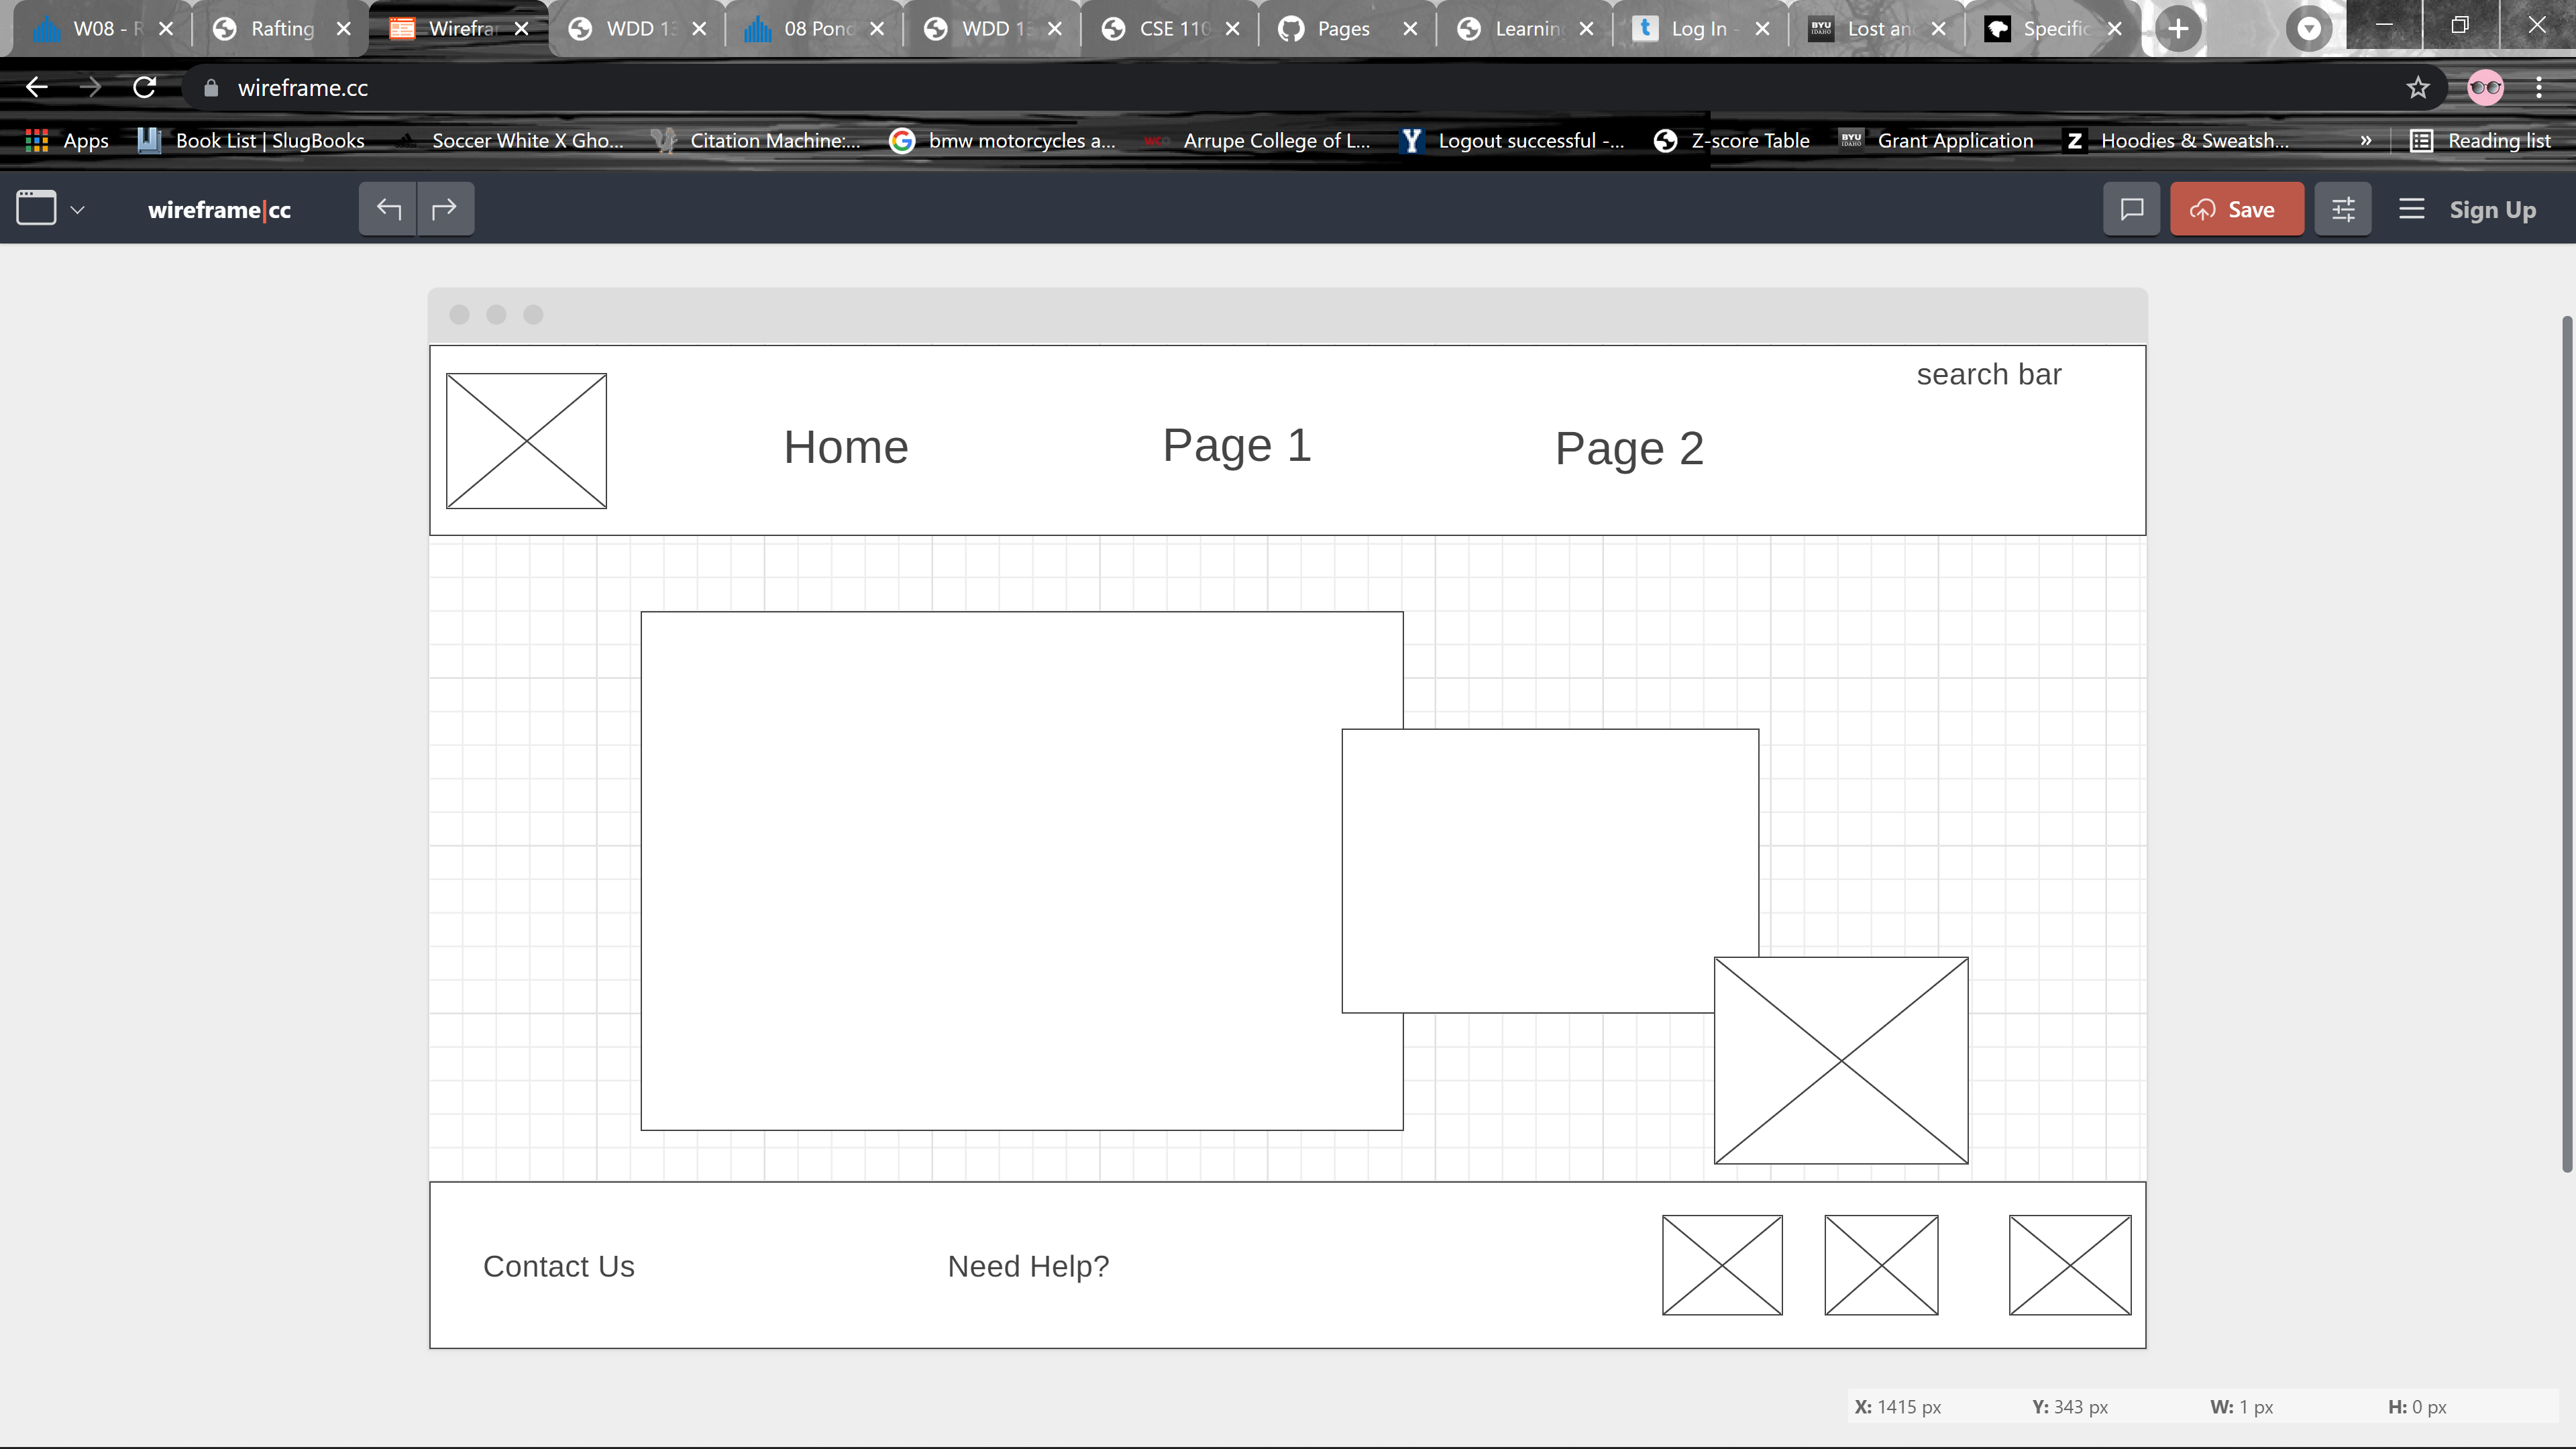 W08 - R
Rafting
Wirefra
WDD 13
08 Pond
WDD 13
CSE 110
Pages
Learnin
Log In -
Lost an
Specific
wireframe.cc
Apps
Book List | SlugBooks
Soccer White X Gho...
Citation Machine:...
bmw motorcycles a...
Arrupe College of L...
Logout successful -...
Z-score Table
Grant Application
Hoodies & Sweatsh...
»
Reading list
wireframe|cc
Save
Sign Up
search bar
Home
Page 1
Page 2
Contact Us
Need Help?
X: 1415 px
Y: 343 px
W: 1 px
H: 0 px